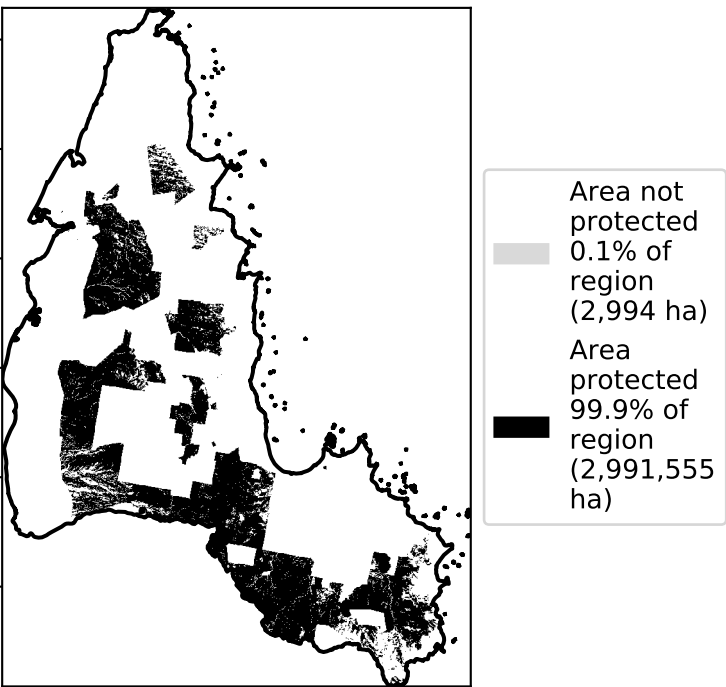 Area not
protected
0.1% of
region
(2,994 ha)
Area
protected
99.9% of
region
(2,991,555
ha)